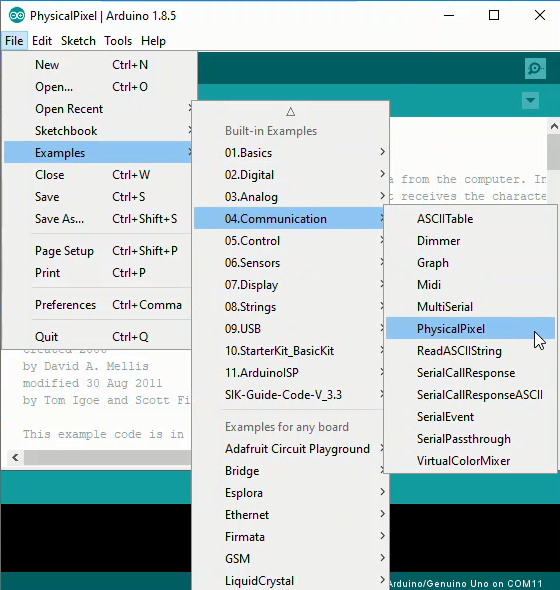 PhysicalPixel | Arduino 1.8.5
File Edit Sketch Tools Help
New Ctrl+N
Open... Ctrl+O
Open Recent
Sketchbook
Examples
Close Ctrl+W
Save Ctrl+S
Save As... Ctrl+Shift+S
Page Setup Ctrl+Shift+P
Print Ctrl+P
Preferences Ctrl+Comma
Quit Ctrl+Q
Built-in Examples
01.Basics
02.Digital
03.Analog
04.Communication
05.Control
06.Sensors
07.Display
08.Strings
09.USB
10.StarterKit_BasicKit
11.ArduinoISP
SIK-Guide-Code-V_3.3
Examples for any board
Adafruit Circuit Playground
Bridge
Esplora
Ethernet
Firmata
GSM
LiquidCrystal
ASCIITable
Dimmer
Graph
Midi
MultiSerial
PhysicalPixel
ReadASCIIString
SerialCallResponse
SerialCallResponseASCII
SerialEvent
SerialPassthrough
VirtualColorMixer
a from the computer. In
t receives the characte
created 2006
by David A. Mellis
modified 30 Aug 2011
by Tom Igoe and Scott Fi
This example code is in
Arduino/Genuino Uno on COM11